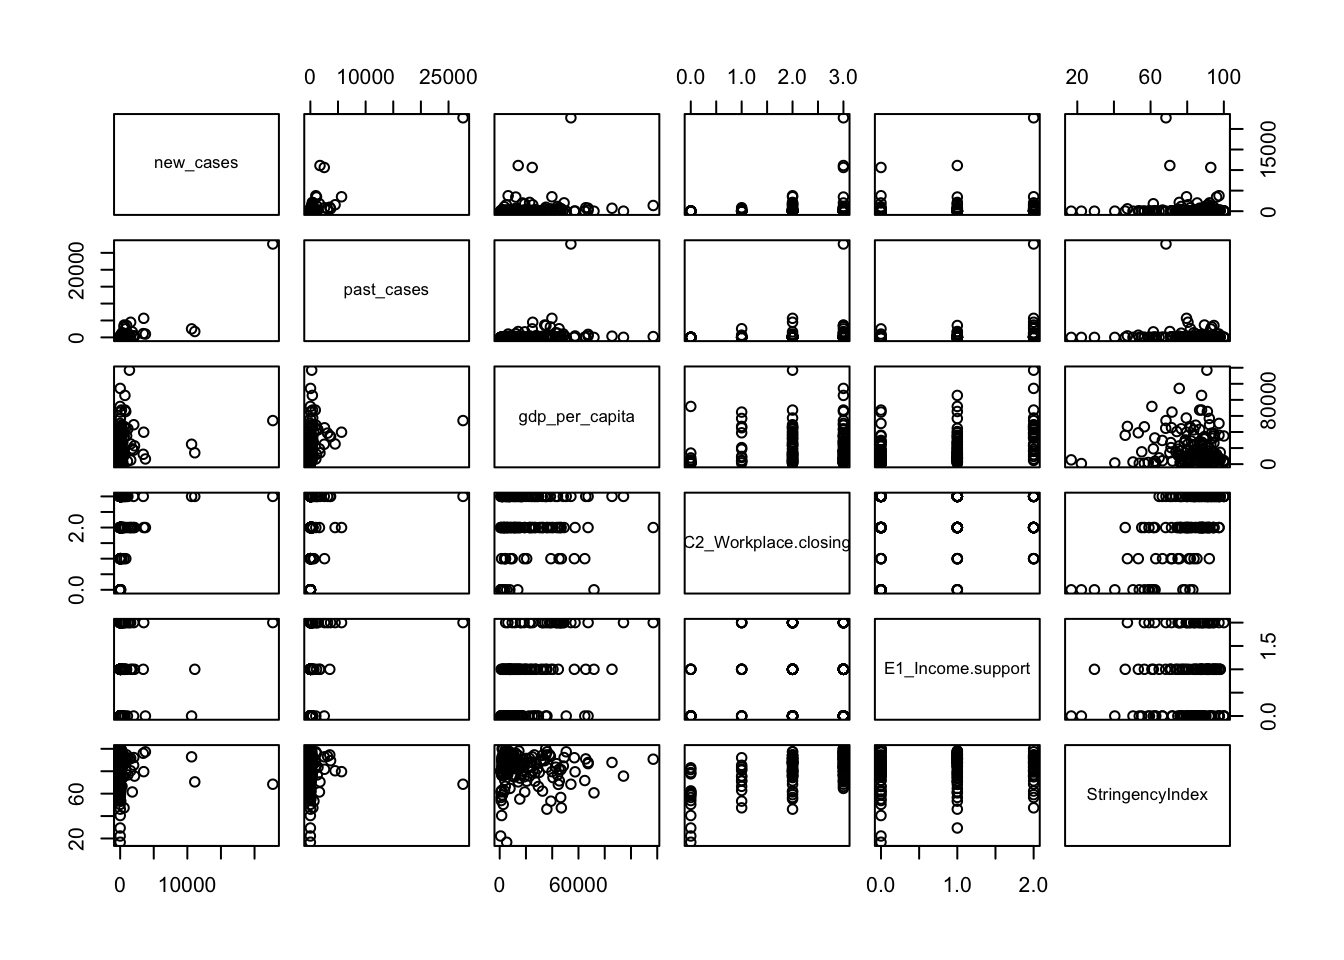 0 10000 25000
0.0 1.0 2.0 3.0
20 60 100
new_cases
0 15000
0 20000
past_cases
gdp_per_capita
0 80000
0.0 2.0
C2_Workplace.closing
E1_Income.support
0.0 1.5
20 60
StringencyIndex
0 10000
0 60000
0.0 1.0 2.0